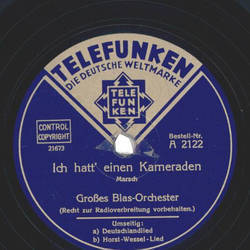 TELEFUNKEN
DIE DEUTSCHE WELTMARKE
TELE
FUN
KEN
CONTROL
COPYRIGHT
21673
Bestell-Nr.
A 2122
Ich hatt' einen Kameraden
Marsch
Großes Blas-Orchester
(Recht zur Radioverbreitung vorbehalten.)
Umseitig:
a) Deutschlandlied
b) Horst-Wessel-Lied